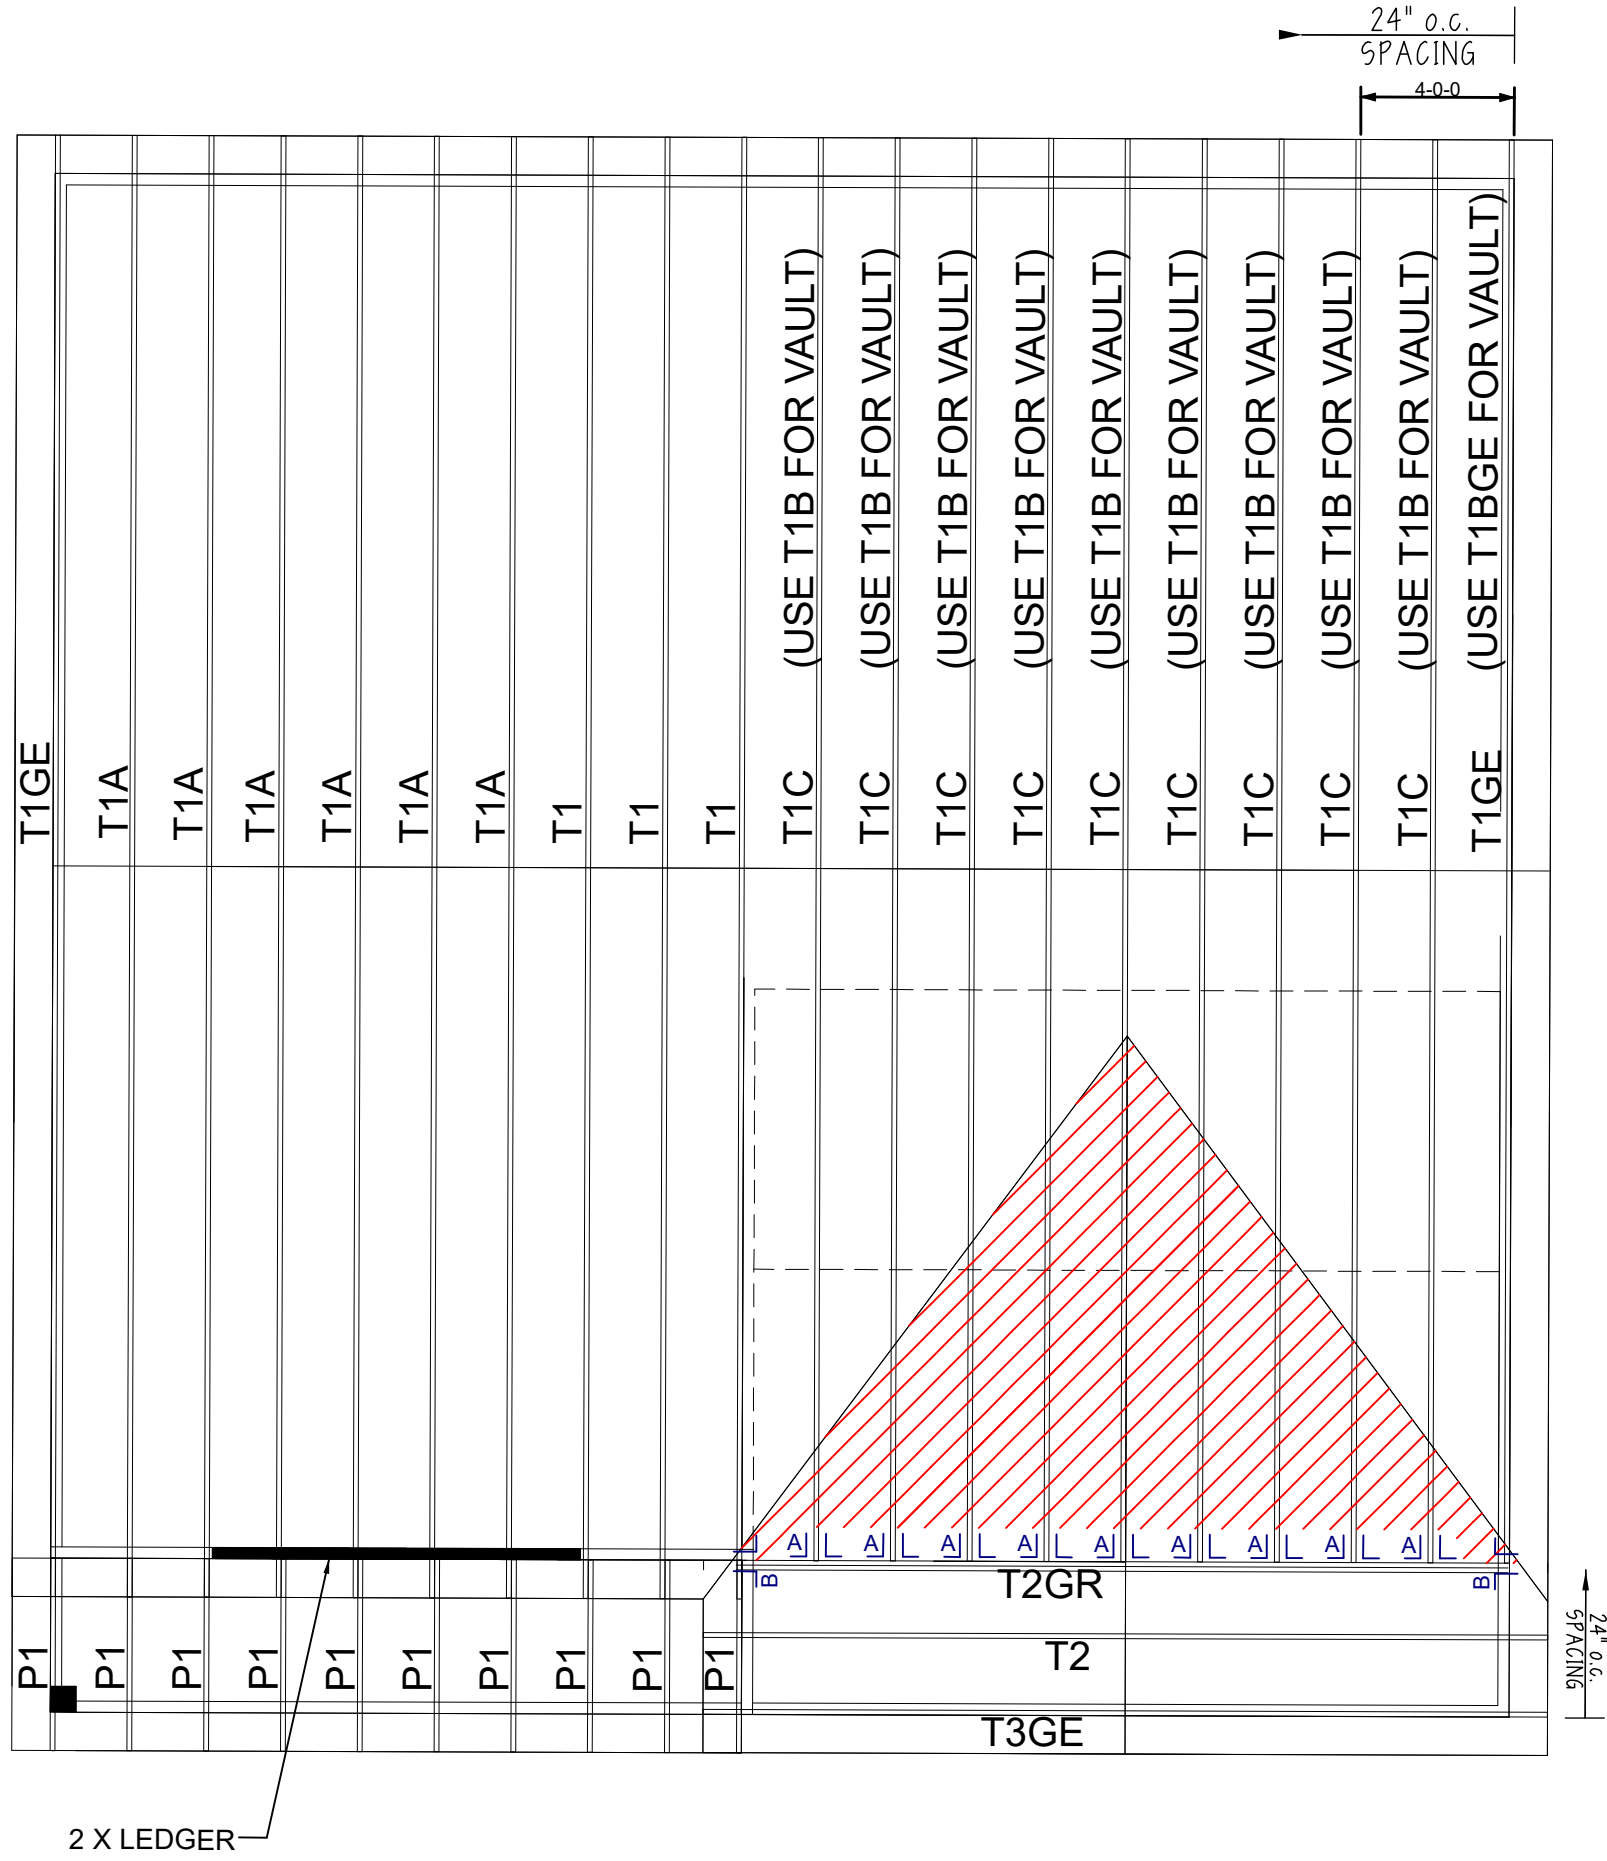 24" o.c.
SPACING
4-0-0
(USE T1B FOR VAULT)
(USE T1B FOR VAULT)
(USE T1B FOR VAULT)
(USE T1B FOR VAULT)
(USE T1B FOR VAULT)
(USE T1B FOR VAULT)
(USE T1B FOR VAULT)
(USE T1B FOR VAULT)
(USE T1B FOR VAULT)
(USE T1BGE FOR VAULT)
T1GE
T1A
T1A
T1A
T1A
T1A
T1A
T1
T1
T1
T1C
T1C
T1C
T1C
T1C
T1C
T1C
T1C
T1C
T1GE
A
A
A
A
A
A
A
A
A
B
B
T2GR
24" o.c.
SPACING
P1
P1
P1
P1
P1
P1
P1
P1
P1
P1
T2
T3GE
2 X LEDGER